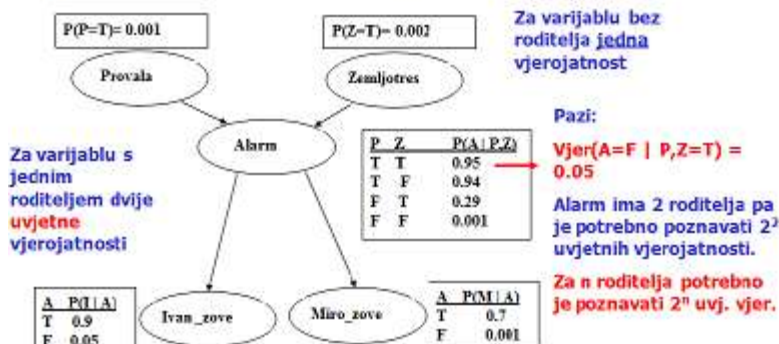 P(P=T)= 0.001
P(Z=T)= 0.002
Za varijablu bez
roditelja jedna
vjerojatnost
Provala
Zemljotres
Alarm
Pazi:
Vjer(A=F | P,Z=T) =
0.05
Za varijablu s
jednim
roditeljem dvije
uvjetne
vjerojatnosti
P Z P(A | P,Z)
T T 0.95
T F 0.94
F T 0.29
F F 0.001
Alarm ima 2 roditelja pa
je potrebno poznavati 2²
uvjetnih vjerojatnosti.
Za n roditelja potrebno
je poznavati 2ⁿ uvj. vjer.
A P(I | A)
T 0.9
F 0.05
Ivan_zove
Miro_zove
A P(M | A)
T 0.7
F 0.001